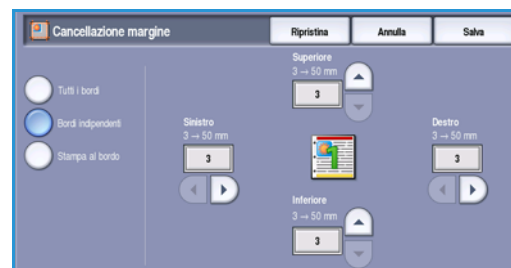 Cancellazione margine
Ripristina
Annulla
Salva
Tutti i bordi
Bordi indipendenti
Stampa al bordo
Superiore
3 → 50 mm
3
Sinistro
3 → 50 mm
3
Destro
3 → 50 mm
3
Inferiore
3 → 50 mm
3